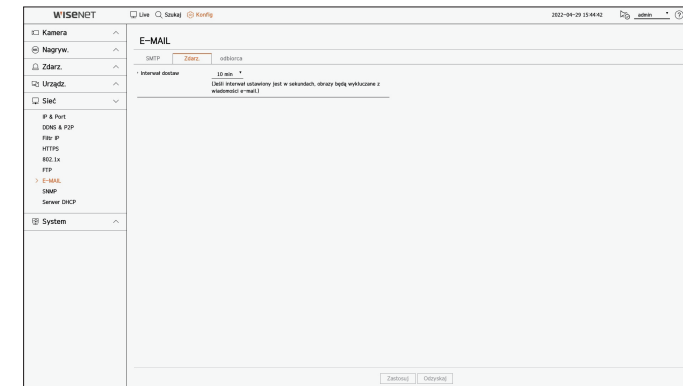 WISENET
Live Szukaj Konfig 2022-04-29 15:44:42 admin ?
Kamera
Nagryw.
Zdarz.
Urządz.
Sieć
IP & Port
DDNS & P2P
Filtr IP
HTTPS
802.1x
FTP
> E-MAIL
SNMP
Serwer DHCP
System
E-MAIL
SMTP Zdarz. odbiorca
· Interwał dostaw 10 min
(Jeśli interwał ustawiony jest w sekundach, obrazy będą wykluczane z
wiadomości e-mail.)
Zastosuj Odzyskaj